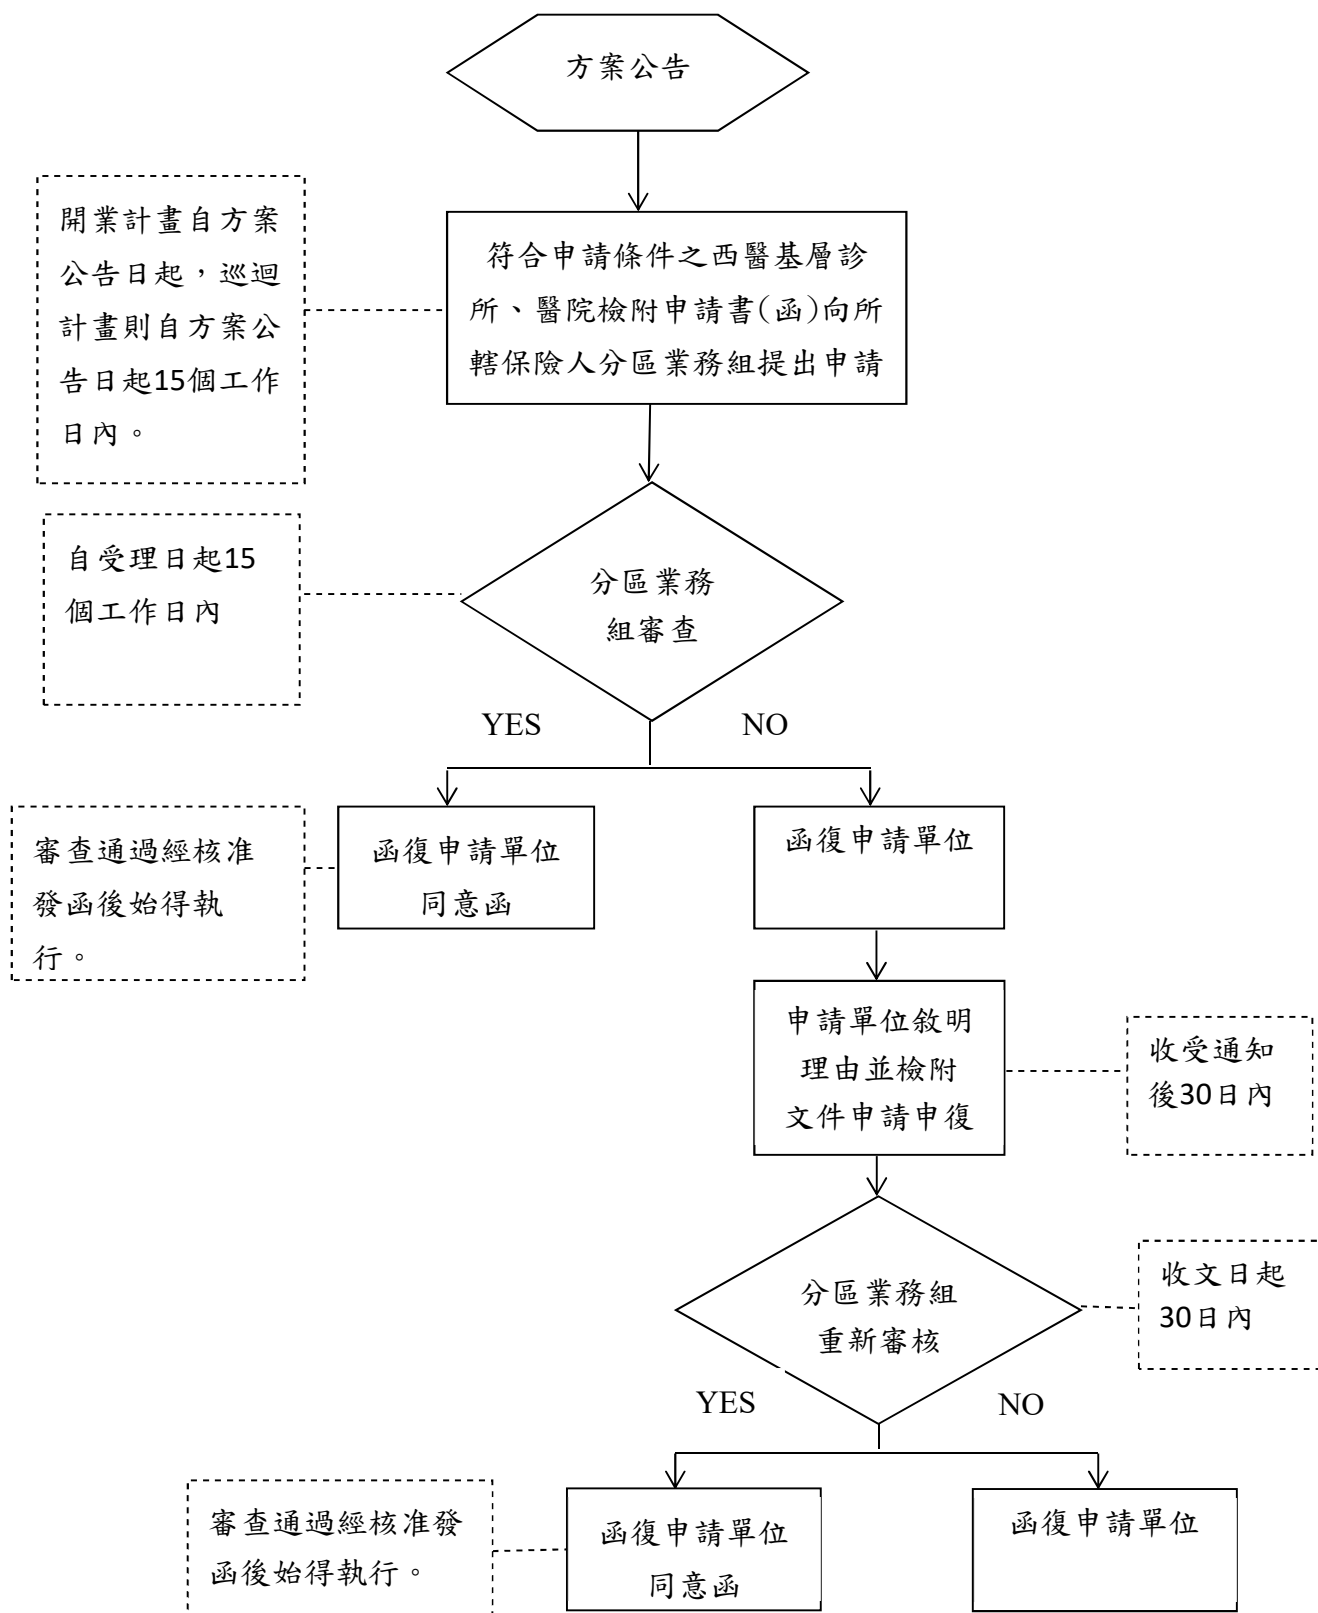 方案公告
開業計畫自方案
公告日起，巡迴
計畫則自方案公
告日起15個工作
日內。
符合申請條件之西醫基層診
所、醫院檢附申請書(函)向所
轄保險人分區業務組提出申請
自受理日起15
個工作日內
分區業務
組審查
YES
NO
審查通過經核准
發函後始得執
行。
函復申請單位
同意函
函復申請單位
申請單位敘明
理由並檢附
文件申請申復
收受通知
後30日內
分區業務組
重新審核
收文日起
30日內
YES
NO
審查通過經核准發
函後始得執行。
函復申請單位
同意函
函復申請單位